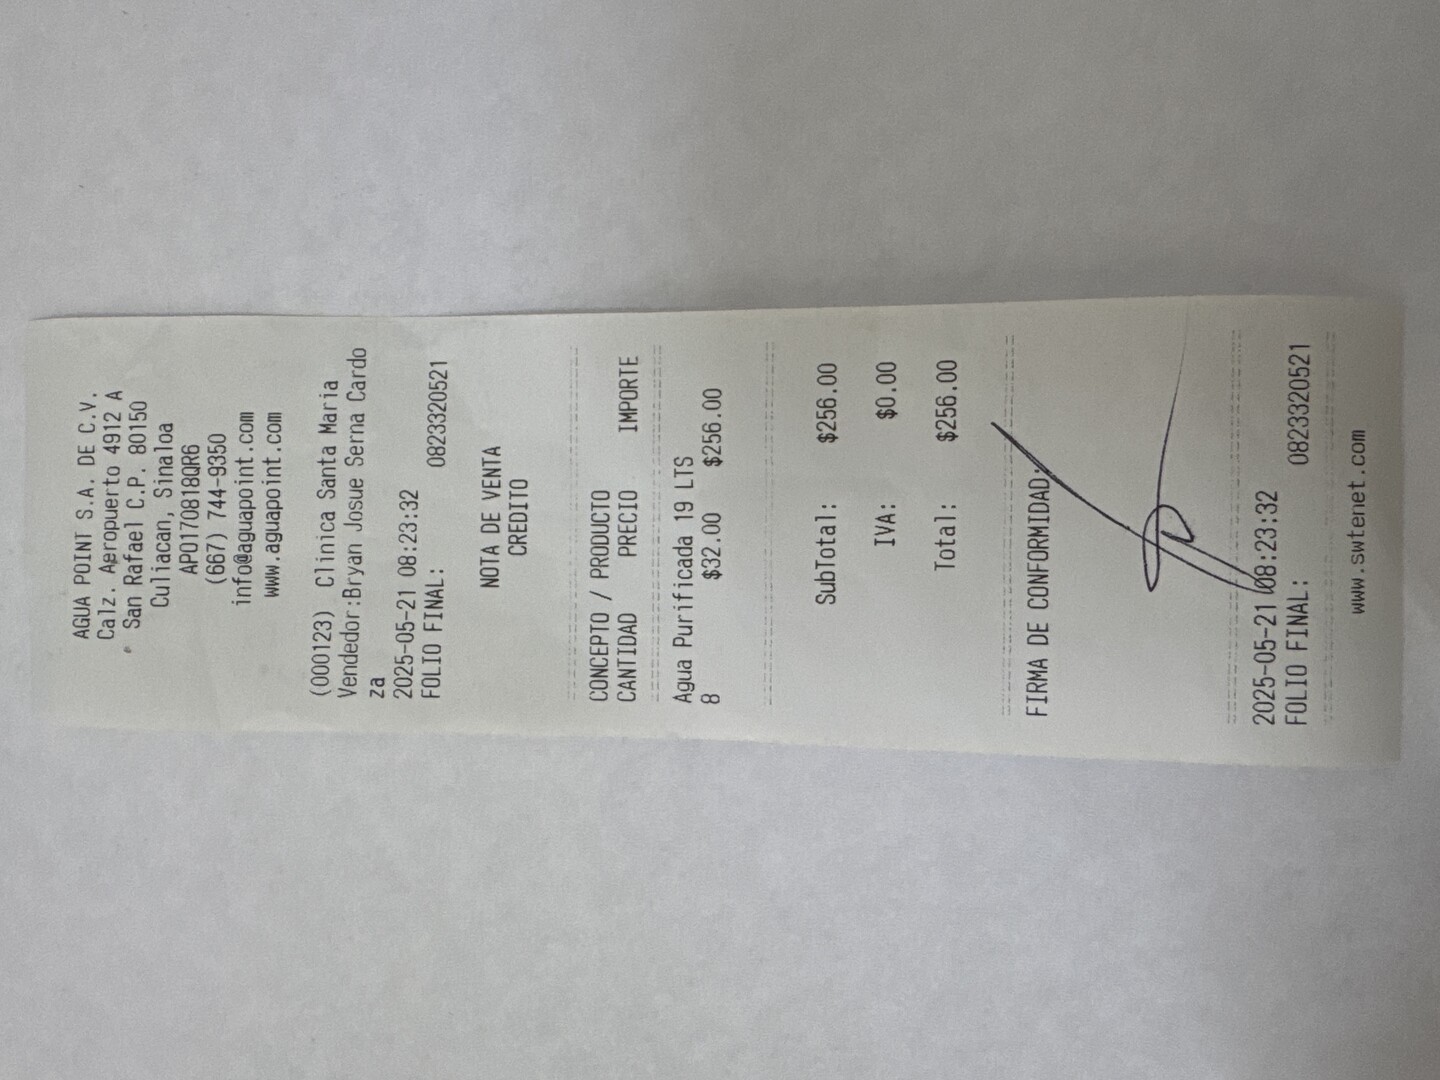 AGUA POINT S.A. DE C.V.
Calz. Aeropuerto 4912 A
San Rafael C.P. 80150
Culiacan, Sinaloa
APO170818QR6
(667) 744-9350
info@aguapoint.com
www.aguapoint.com
(000123) Clinica Santa Maria
Vendedor:Bryan Josue Serna Cardo
za
2025-05-21 08:23:32
FOLIO FINAL: 0823320521
NOTA DE VENTA
CREDITO
CONCEPTO / PRODUCTO
CANTIDAD PRECIO IMPORTE
Agua Purificada 19 LTS
8 $32.00 $256.00
SubTotal: $256.00
IVA: $0.00
Total: $256.00
FIRMA DE CONFORMIDAD:
2025-05-21 08:23:32
FOLIO FINAL: 0823320521
www.swtenet.com